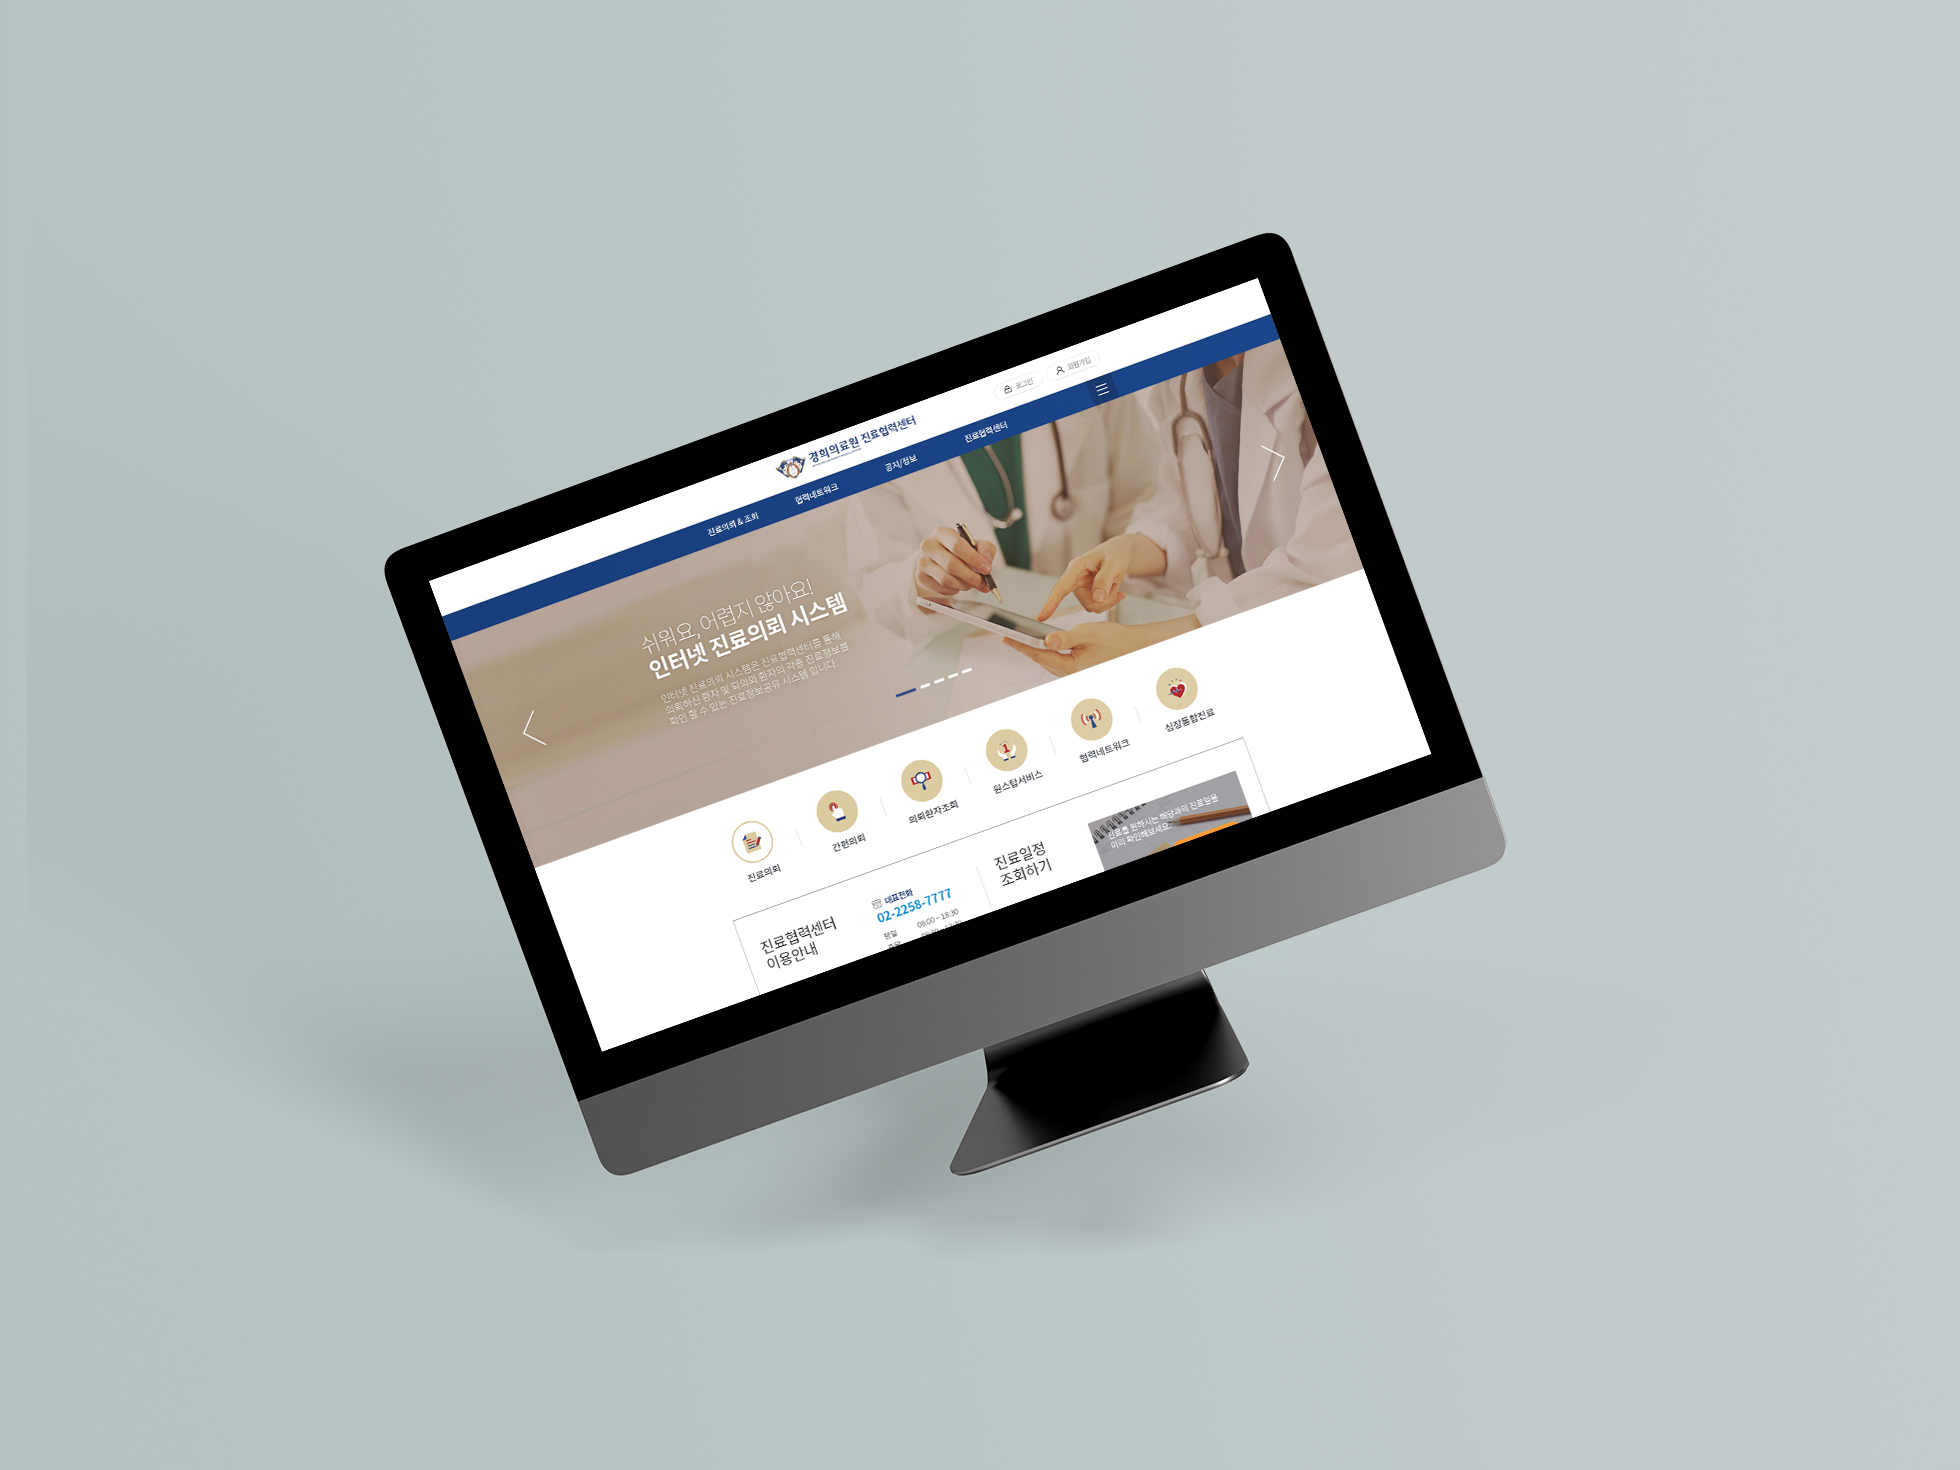 로그인
회원가입
경희의료원 진료협력센터
진료의뢰 & 조회
협력네트워크
공지/정보
진료협력센터
쉬워요, 어렵지 않아요!
인터넷 진료의뢰 시스템
인터넷 진료의뢰 시스템은 진료협력센터를 통해
의뢰하신 환자 및 되의뢰 환자의 각종 진료정보를
확인 할 수 있는 진료정보공유 시스템 입니다.
진료의뢰
간편의뢰
의뢰환자조회
원스탑서비스
협력네트워크
심장통합진료
진료협력센터
이용안내
대표전화
02-2258-7777
평일 08:00 - 18:30
진료일정
조회하기
진료를 원하시는 해당과의 진료일을
미리 확인해보세요.